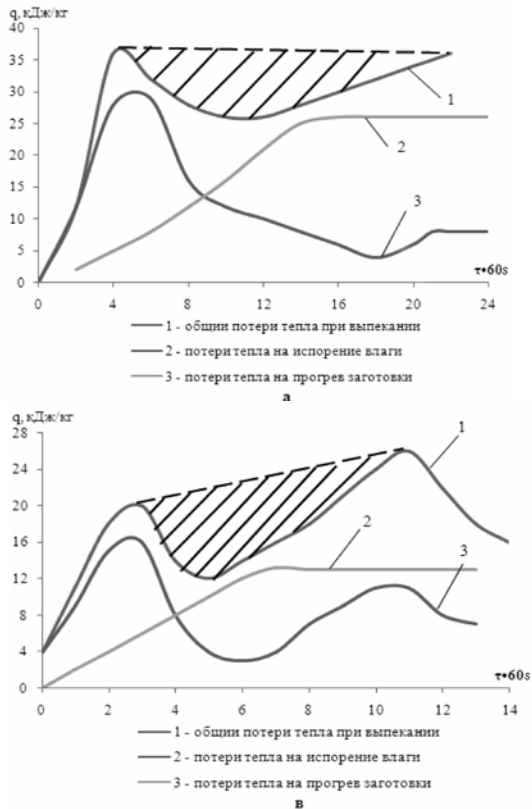 q, кДж/кг
40
35
30
25
20
15
10
5
0
1
2
3
τ•60s
0 4 8 12 16 20 24
1 - общии потери тепла при выпекании
2 - потери тепла на испорение влаги
3 - потери тепла на прогрев заготовки
а
q, кДж/кг
28
24
20
16
12
8
4
0
1
2
3
τ•60s
0 2 4 6 8 10 12 14
1 - общии потери тепла при выпекании
2 - потери тепла на испорение влаги
3 - потери тепла на прогрев заготовки
в